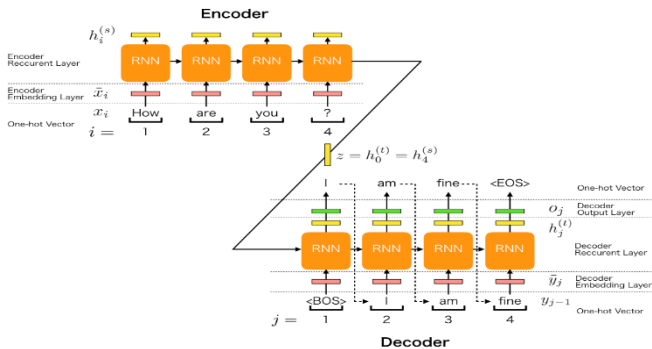 Encoder
h_i^{(s)}
Encoder
Reccurent Layer
RNN RNN RNN RNN
Encoder
Embedding Layer
x̄_i
x_i How are you ?
One-hot Vector
i = 1 2 3 4
z = h_0^{(t)} = h_4^{(s)}
I am fine <EOS> One-hot Vector
o_j Decoder
Output Layer
h_j^{(t)}
RNN RNN RNN RNN Decoder
Reccurent Layer
ȳ_j Decoder
Embedding Layer
<BOS> I am fine y_{j-1}
One-hot Vector
j = 1 2 3 4
Decoder